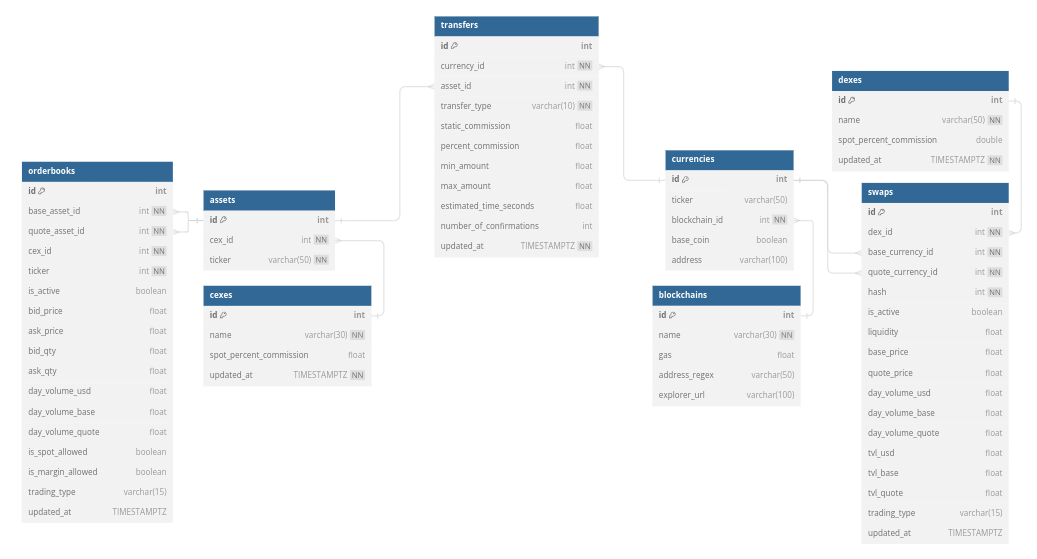 transfers
id int
currency_id int NN
asset_id int NN
transfer_type varchar(10) NN
static_commission float
percent_commission float
min_amount float
max_amount float
estimated_time_seconds float
number_of_confirmations int
updated_at TIMESTAMPTZ NN
dexes
id int
name varchar(50) NN
spot_percent_commission double
updated_at TIMESTAMPTZ NN
orderbooks
id int
base_asset_id int NN
quote_asset_id int NN
cex_id int NN
ticker int NN
is_active boolean
bid_price float
ask_price float
bid_qty float
ask_qty float
day_volume_usd float
day_volume_base float
day_volume_quote float
is_spot_allowed boolean
is_margin_allowed boolean
trading_type varchar(15)
updated_at TIMESTAMPTZ
assets
id int
cex_id int NN
ticker varchar(50) NN
cexes
id int
name varchar(30) NN
spot_percent_commission float
updated_at TIMESTAMPTZ NN
currencies
id int
ticker varchar(50)
blockchain_id int NN
base_coin boolean
address varchar(100)
blockchains
id int
name varchar(30) NN
gas float
address_regex varchar(50)
explorer_url varchar(100)
swaps
id int
dex_id int NN
base_currency_id int NN
quote_currency_id int NN
hash int NN
is_active boolean
liquidity float
base_price float
quote_price float
day_volume_usd float
day_volume_base float
day_volume_quote float
tvl_usd float
tvl_base float
tvl_quote float
trading_type varchar(15)
updated_at TIMESTAMPTZ